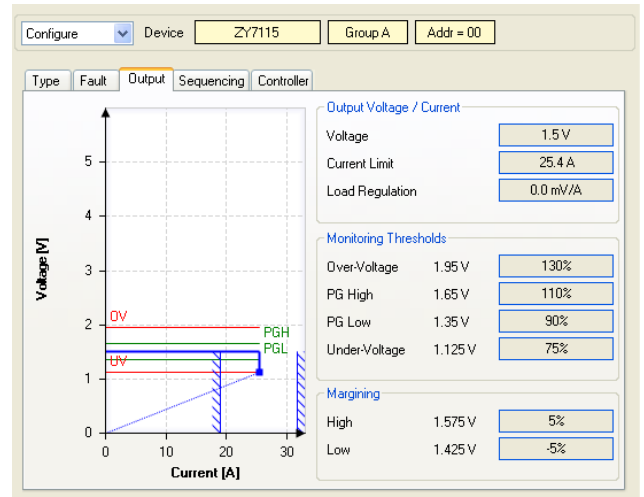 Configure Device ZY7115 Group A Addr = 00
Type Fault Output Sequencing Controller
Output Voltage / Current
Voltage 1.5 V
Current Limit 25.4 A
Load Regulation 0.0 mV/A
Monitoring Thresholds
Over-Voltage 1.95 V 130%
PG High 1.65 V 110%
PG Low 1.35 V 90%
Under-Voltage 1.125 V 75%
Margining
High 1.575 V 5%
Low 1.425 V -5%
Voltage [V]
5
4
3
2
1
0
OV
PGH
PGL
UV
0 10 20 30
Current [A]